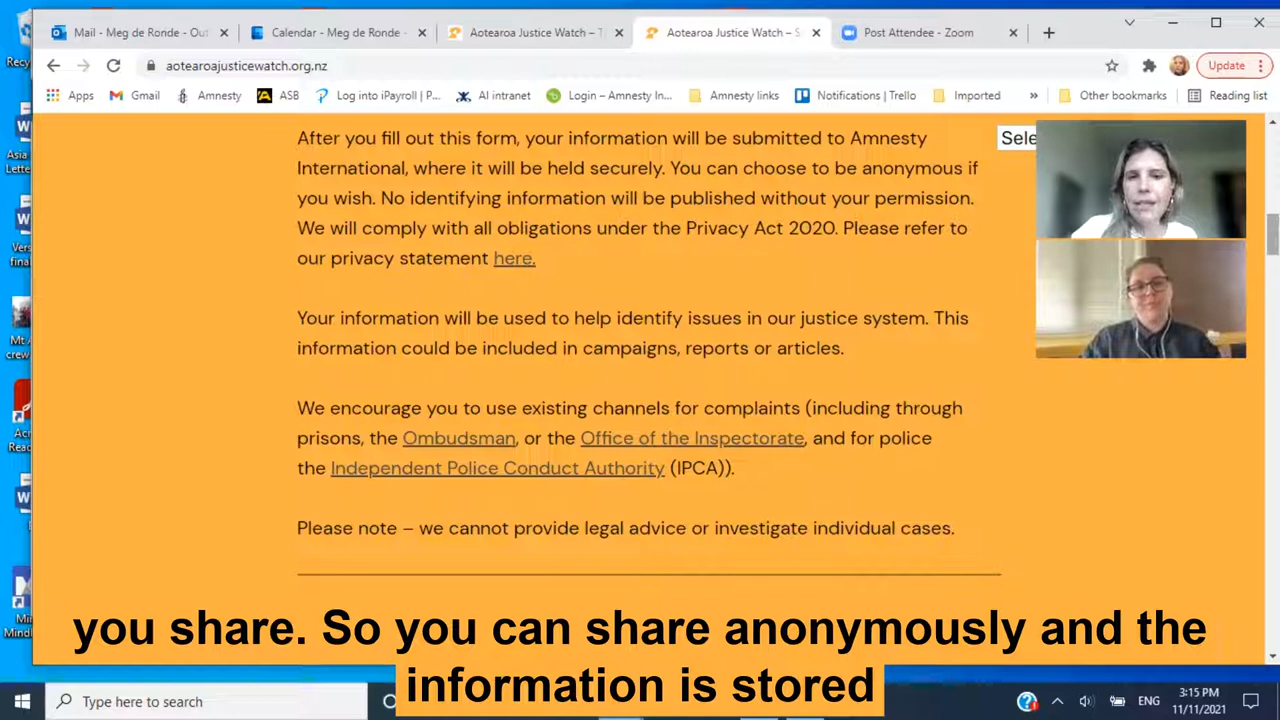 Mail - Meg de Ronde - Out
Calendar - Meg de Ronde -
Aotearoa Justice Watch – T
Aotearoa Justice Watch – S
Post Attendee - Zoom
aotearoajusticewatch.org.nz
Update
Apps
Gmail
Amnesty
ASB
Log into iPayroll | P...
AI intranet
Login – Amnesty In...
Amnesty links
Notifications | Trello
Imported
»
Other bookmarks
Reading list
After you fill out this form, your information will be submitted to Amnesty
International, where it will be held securely. You can choose to be anonymous if
you wish. No identifying information will be published without your permission.
We will comply with all obligations under the Privacy Act 2020. Please refer to
our privacy statement here.
Sele
Your information will be used to help identify issues in our justice system. This
information could be included in campaigns, reports or articles.
We encourage you to use existing channels for complaints (including through
prisons, the Ombudsman, or the Office of the Inspectorate, and for police
the Independent Police Conduct Authority (IPCA)).
Please note – we cannot provide legal advice or investigate individual cases.
you share. So you can share anonymously and the
information is stored
Type here to search
ENG
3:15 PM
11/11/2021